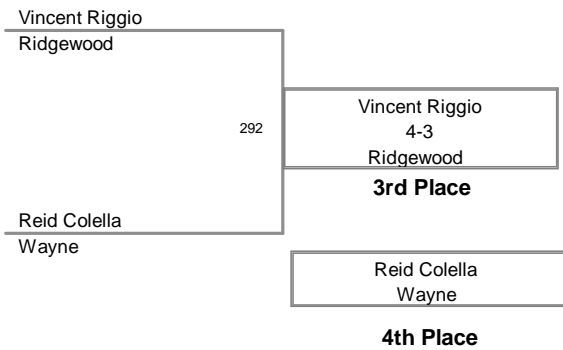 Vincent Riggio
Ridgewood
292
Vincent Riggio
4-3
Ridgewood
3rd Place
Reid Colella
Wayne
Reid Colella
Wayne
4th Place